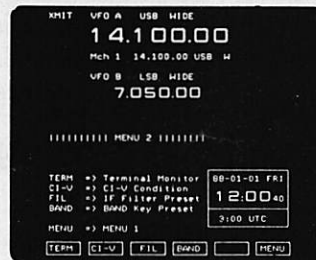 XMIT VFO A USB WIDE
14.100.00
Mch 1 14.100.00 USB W
VFO B LSB WIDE
7.050.00
|||||||||| MENU 2 ||||||||
TERM => Terminal Monitor
CI-V => CI-V Condition
FIL => IF Filter Preset
BAND => BAND Key Preset
MENU => MENU 1
88-01-01 FRI
12:00 40
3:00 UTC
TERM CI-V FIL BAND MENU